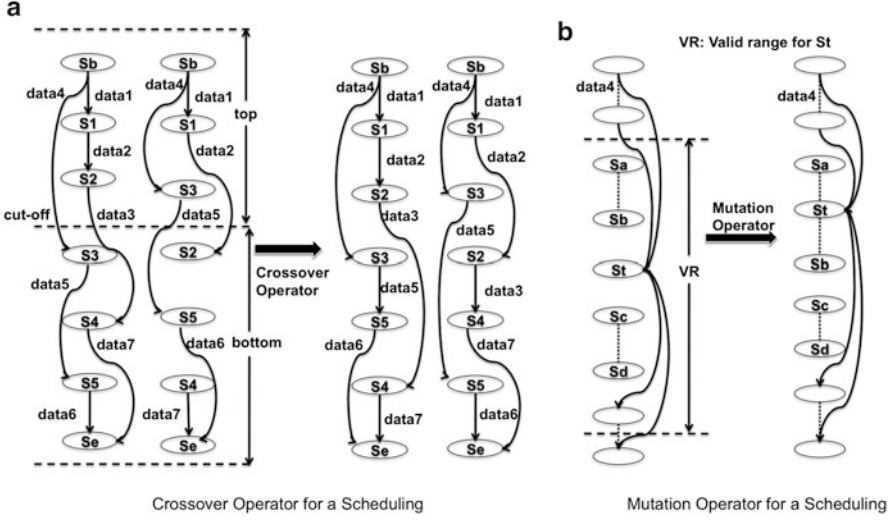 a
Sb
data4
data1
S1
data2
S2
cut-off
data3
S3
data5
S4
data7
S5
data6
Se
Sb
data4
data1
S1
data2
S3
data5
S2
S5
data6
S4
data7
Se
top
bottom
Crossover
Operator
Sb
data4
data1
S1
data2
S2
data3
S3
data5
S5
data6
S4
data7
Se
Sb
data4
data1
S1
data2
S3
data5
S2
data3
S4
data7
S5
data6
Se
Crossover Operator for a Scheduling
b
VR: Valid range for St
data4
Sa
Sb
St
Sc
Sd
VR
Mutation
Operator
data4
Sa
St
Sb
Sc
Sd
Mutation Operator for a Scheduling